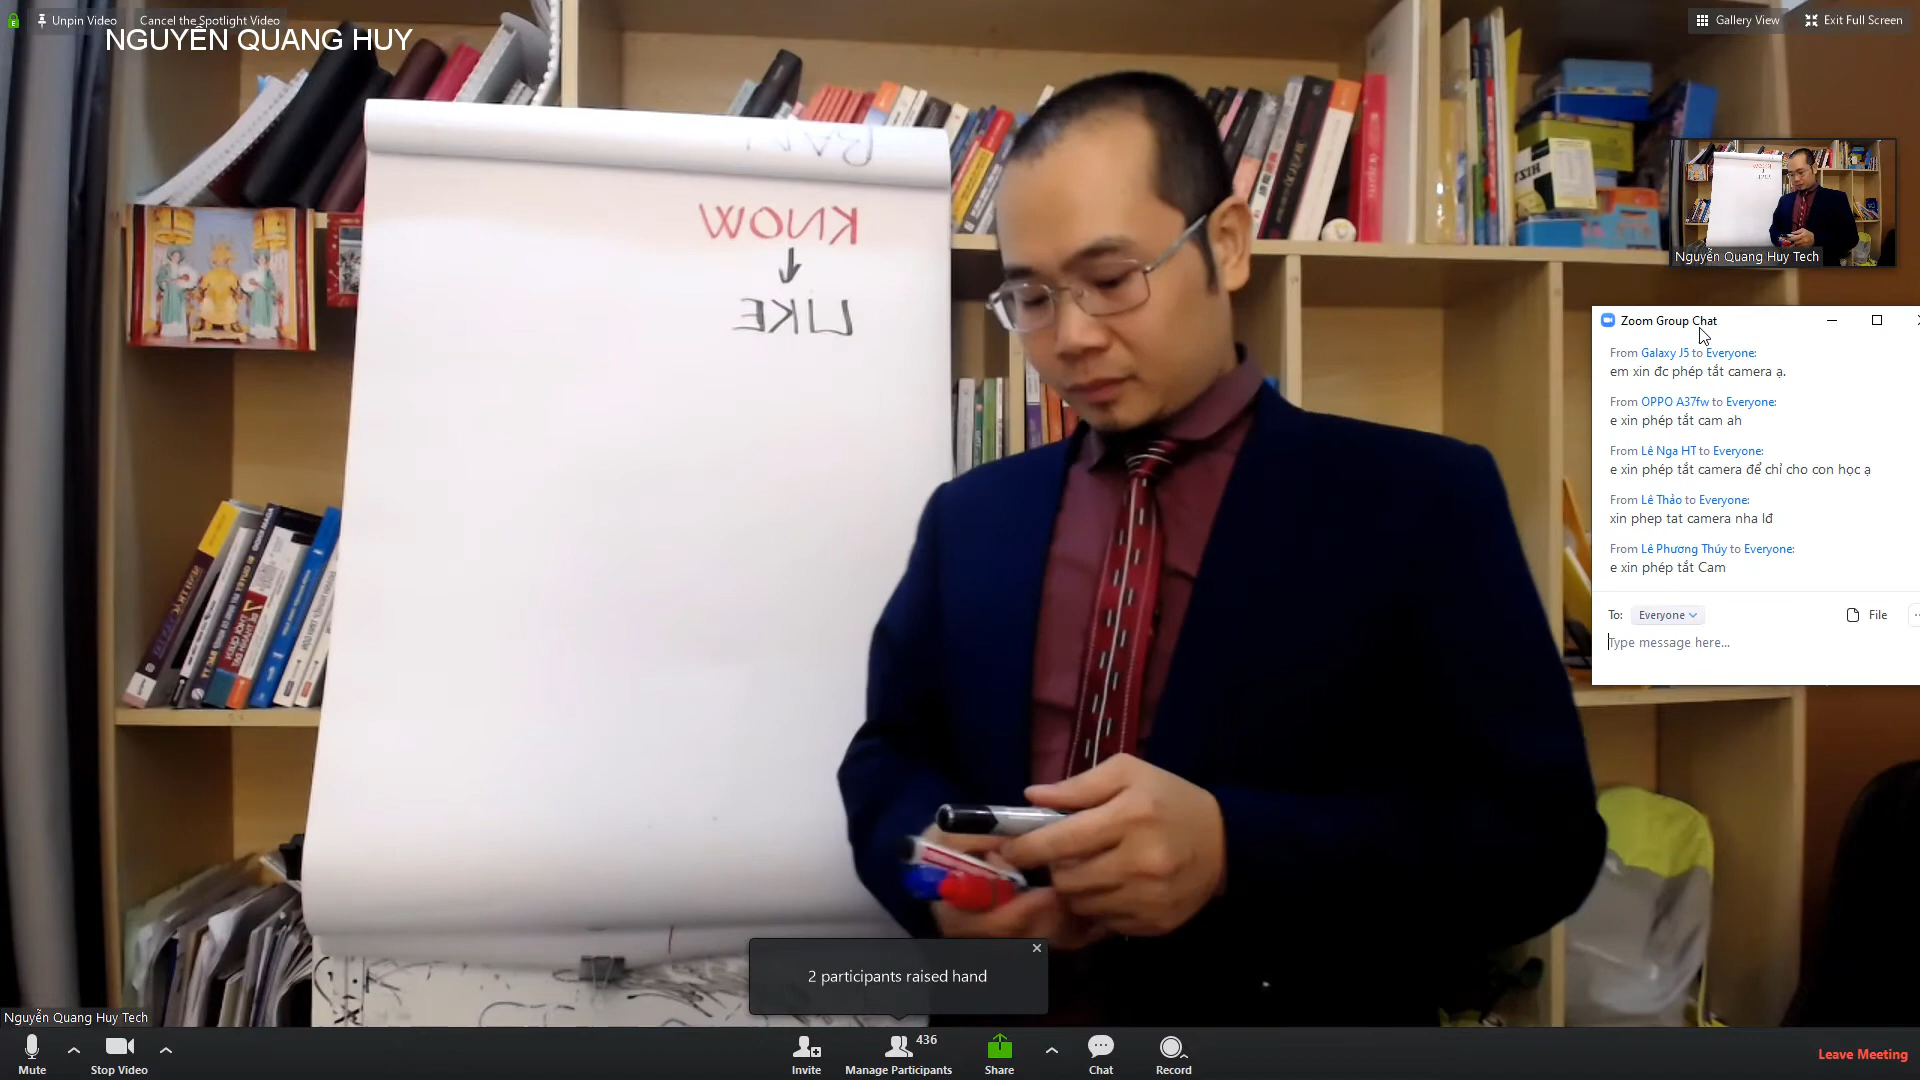 Unpin Video
Cancel the Spotlight Video
Gallery View
Exit Full Screen
NGUYỄN QUANG HUY
KNOW
LIKE
Nguyễn Quang Huy Tech
Zoom Group Chat
From Galaxy J5 to Everyone:
em xin đc phép tắt camera ạ.
From OPPO A37fw to Everyone:
e xin phép tắt cam ah
From Lê Nga HT to Everyone:
e xin phép tắt camera để chỉ cho con học ạ
From Lê Thảo to Everyone:
xin phep tat camera nha lđ
From Lê Phương Thúy to Everyone:
e xin phép tắt Cam
To: Everyone
File
Type message here...
2 participants raised hand
Nguyễn Quang Huy Tech
Mute
Stop Video
Invite
Manage Participants
436
Share
Chat
Record
Leave Meeting